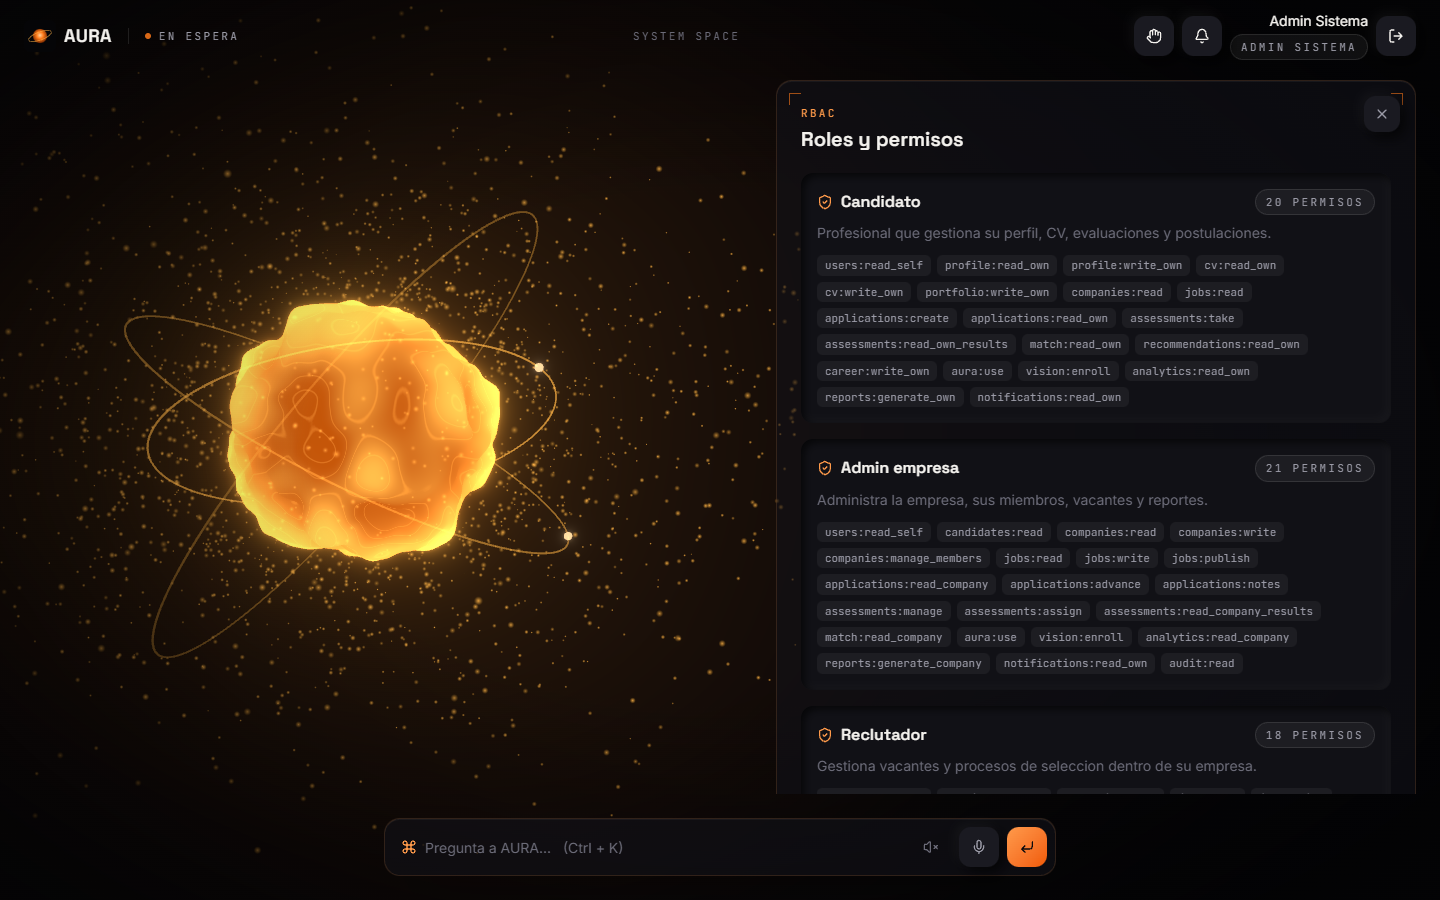 AURA
EN ESPERA
SYSTEM SPACE
Admin Sistema
ADMIN SISTEMA
RBAC
Roles y permisos
Candidato
20 PERMISOS
Profesional que gestiona su perfil, CV, evaluaciones y postulaciones.
users:read_self profile:read_own profile:write_own cv:read_own
cv:write_own portfolio:write_own companies:read jobs:read
applications:create applications:read_own assessments:take
assessments:read_own_results match:read_own recommendations:read_own
career:write_own aura:use vision:enroll analytics:read_own
reports:generate_own notifications:read_own
Admin empresa
21 PERMISOS
Administra la empresa, sus miembros, vacantes y reportes.
users:read_self candidates:read companies:read companies:write
companies:manage_members jobs:read jobs:write jobs:publish
applications:read_company applications:advance applications:notes
assessments:manage assessments:assign assessments:read_company_results
match:read_company aura:use vision:enroll analytics:read_company
reports:generate_company notifications:read_own audit:read
Reclutador
18 PERMISOS
Gestiona vacantes y procesos de seleccion dentro de su empresa.
Pregunta a AURA... (Ctrl + K)